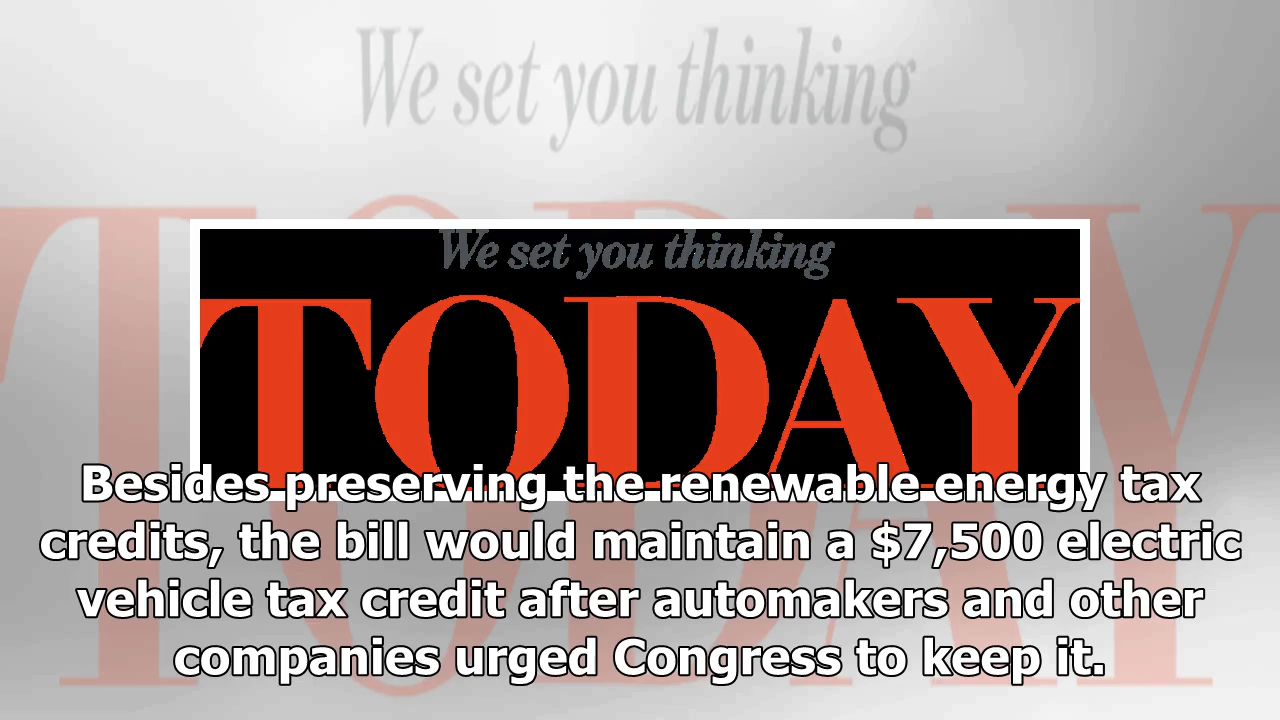 We set you thinking
TODAY
We set you thinking
TODAY
Besides preserving the renewable energy tax
credits, the bill would maintain a $7,500 electric
vehicle tax credit after automakers and other
companies urged Congress to keep it.